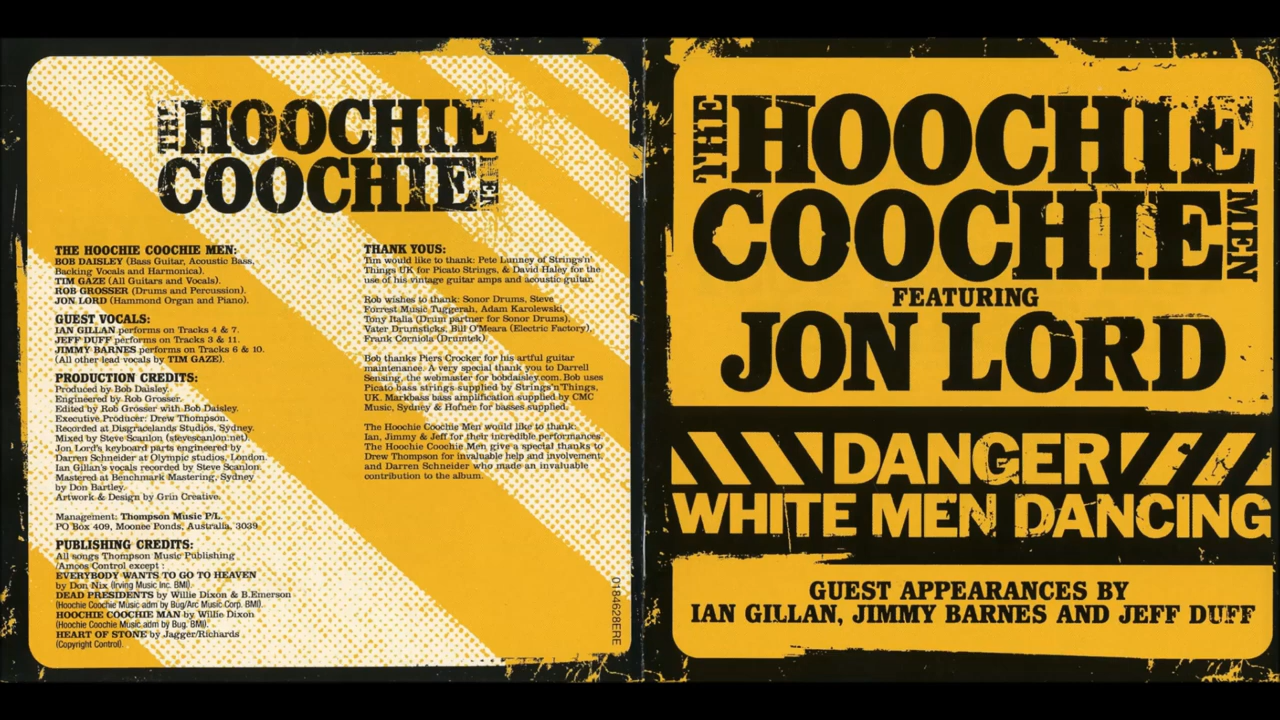 THE HOOCHIE
COOCHIE MEN
THE HOOCHIE COOCHIE MEN:
BOB DAISLEY (Bass Guitar, Acoustic Bass,
Backing Vocals and Harmonica).
TIM GAZE (All Guitars and Vocals).
ROB GROSSER (Drums and Percussion).
JON LORD (Hammond Organ and Piano).
GUEST VOCALS:
IAN GILLAN performs on Tracks 4 & 7.
JEFF DUFF performs on Tracks 3 & 11.
JIMMY BARNES performs on Tracks 6 & 10.
(All other lead vocals by TIM GAZE).
PRODUCTION CREDITS:
Produced by Bob Daisley.
Engineered by Rob Grosser.
Edited by Rob Grosser with Bob Daisley.
Executive Producer: Drew Thompson.
Recorded at Disgracelands Studios, Sydney.
Mixed by Steve Scanlon (stevescanlon.net).
Jon Lord's keyboard parts engineered by
Darren Schneider at Olympic studios, London.
Ian Gillan's vocals recorded by Steve Scanlon.
Mastered at Benchmark Mastering, Sydney
by Don Bartley.
Artwork & Design by Grin Creative.
Management: Thompson Music P/L.
PO Box 409, Moonee Ponds, Australia, 3039
PUBLISHING CREDITS:
All songs Thompson Music Publishing
/Amcos Control except :
EVERYBODY WANTS TO GO TO HEAVEN
by Don Nix (Irving Music Inc. BMI).
DEAD PRESIDENTS by Willie Dixon & B.Emerson
(Hoochie Coochie Music adm by Bug/Arc Music Corp. BMI).
HOOCHIE COOCHIE MAN by Willie Dixon
(Hoochie Coochie Music adm by Bug. BMI).
HEART OF STONE by Jagger/Richards
(Copyright Control).
THANK YOUS:
Tim would like to thank: Pete Lunney of Strings'n'
Things UK for Picato Strings, & David Haley for the
use of his vintage guitar amps and acoustic guitar.
Rob wishes to thank: Sonor Drums, Steve
Forrest Music Tuggerah, Adam Karolewski,
Tony Italia (Drum partner for Sonor Drums),
Vater Drumsticks, Bill O'Meara (Electric Factory),
Frank Corniola (Drumtek).
Bob thanks Piers Crocker for his artful guitar
maintenance. A very special thank you to Darrell
Sensing, the webmaster for bobdaisley.com. Bob uses
Picato bass strings supplied by Strings'n'Things,
UK. Markbass bass amplification supplied by CMC
Music, Sydney & Hofner for basses supplied.
The Hoochie Coochie Men would like to thank:
Ian, Jimmy & Jeff for their incredible performances.
The Hoochie Coochie Men give a special thanks to
Drew Thompson for invaluable help and involvement,
and Darren Schneider who made an invaluable
contribution to the album.
0184628ERE
THE HOOCHIE
COOCHIE MEN
FEATURING
JON LORD
DANGER
WHITE MEN DANCING
GUEST APPEARANCES BY
IAN GILLAN, JIMMY BARNES AND JEFF DUFF